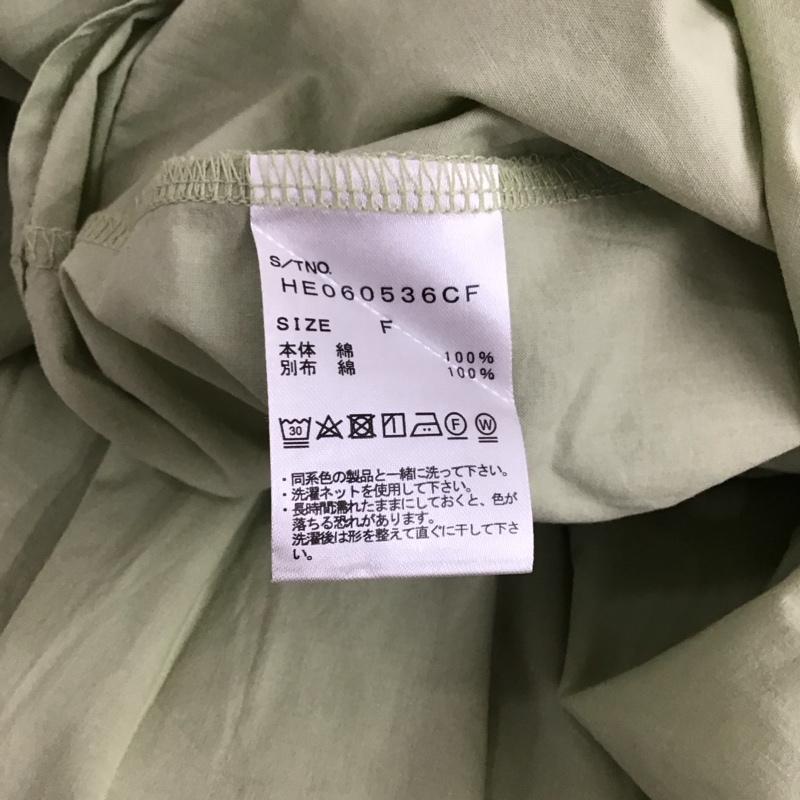 S/TNO.
HE060536CF
SIZE F
本体 綿 100%
別布 綿 100%
30 F W
・同系色の製品と一緒に洗って下さい。
・洗濯ネットを使用して下さい。
・長時間濡れたままにしておくと、色が
落ちる恐れがあります。
洗濯後は形を整えて直ぐに干して下さ
い。